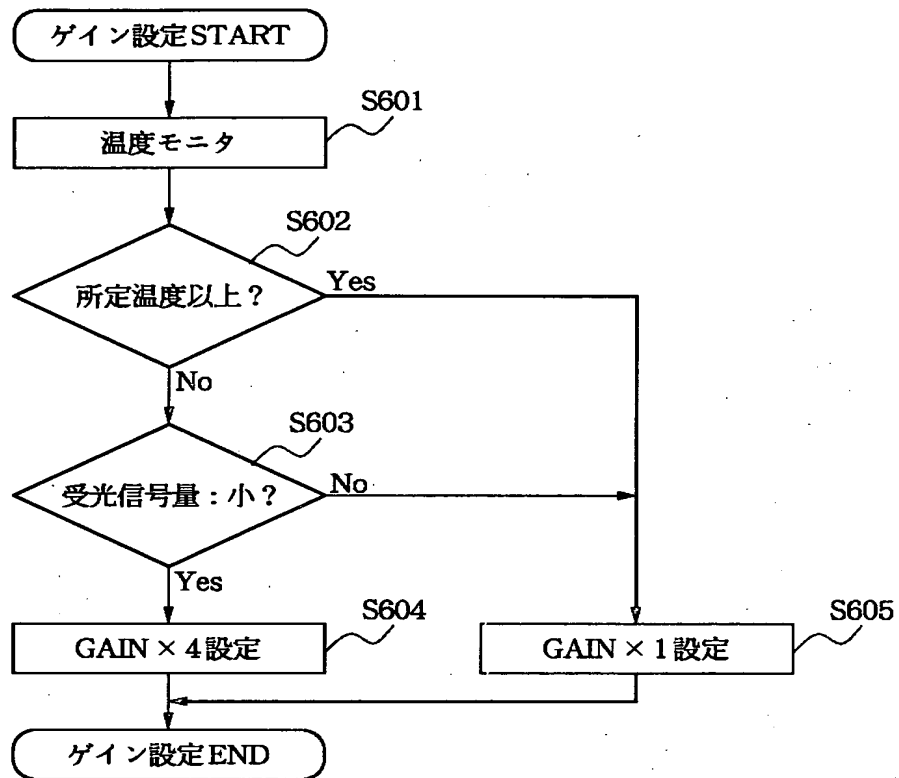 ゲイン設定START
S601
温度モニタ
S602
所定温度以上？
Yes
No
S603
受光信号量：小？
No
Yes
S604
GAIN×4設定
S605
GAIN×1設定
ゲイン設定END